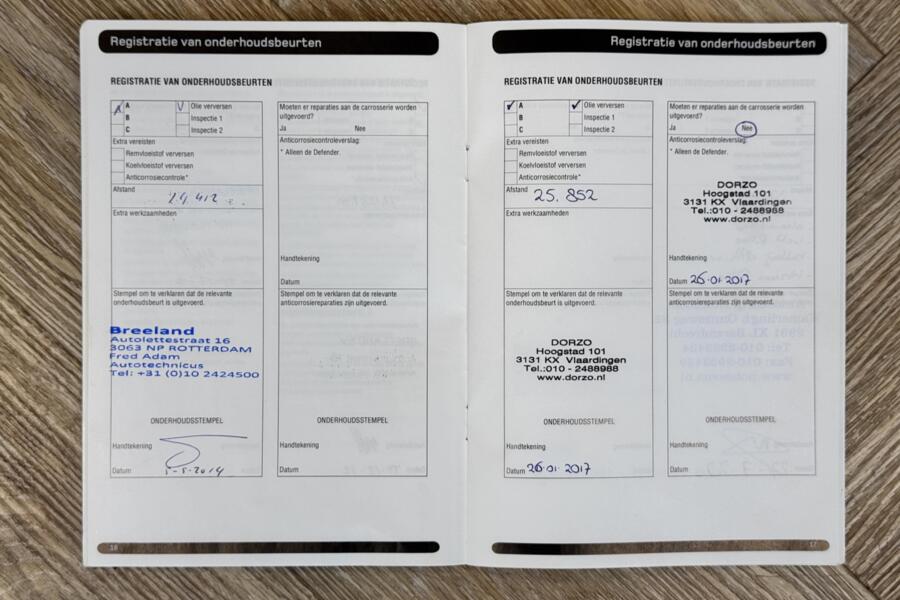 Registratie van onderhoudsbeurten
REGISTRATIE VAN ONDERHOUDSBEURTEN
A
B
C
Olie verversen
Inspectie 1
Inspectie 2
Extra vereisten
Remvloeistof verversen
Koelvloeistof verversen
Anticorrosiecontrole*
Afstand
Extra werkzaamheden
Stempel om te verklaren dat de relevante
onderhoudsbeurt is uitgevoerd.
Breeland
Autolettestraat 16
3063 NP ROTTERDAM
Fred Adam
Autotechnicus
Tel: +31 (0)10 2424500
ONDERHOUDSSTEMPEL
Handtekening
Datum
Moeten er reparaties aan de carrosserie worden
uitgevoerd?
Ja Nee
Anticorrosiecontroleverslag:
* Alleen de Defender.
Handtekening
Datum
Stempel om te verklaren dat de relevante
anticorrosiereparaties zijn uitgevoerd.
ONDERHOUDSSTEMPEL
Handtekening
Datum
Registratie van onderhoudsbeurten
REGISTRATIE VAN ONDERHOUDSBEURTEN
A
B
C
Olie verversen
Inspectie 1
Inspectie 2
Extra vereisten
Remvloeistof verversen
Koelvloeistof verversen
Anticorrosiecontrole*
Afstand 25.852
Extra werkzaamheden
Stempel om te verklaren dat de relevante
onderhoudsbeurt is uitgevoerd.
DORZO
Hoogstad 101
3131 KX Vlaardingen
Tel.:010 - 2488988
www.dorzo.nl
ONDERHOUDSSTEMPEL
Handtekening
Datum 26·01·2017
Moeten er reparaties aan de carrosserie worden
uitgevoerd?
Ja Nee
Anticorrosiecontroleverslag:
* Alleen de Defender.
DORZO
Hoogstad 101
3131 KX Vlaardingen
Tel.:010 - 2488988
www.dorzo.nl
Handtekening
Datum 26·01·2017
Stempel om te verklaren dat de relevante
anticorrosiereparaties zijn uitgevoerd.
ONDERHOUDSSTEMPEL
Handtekening
Datum
17